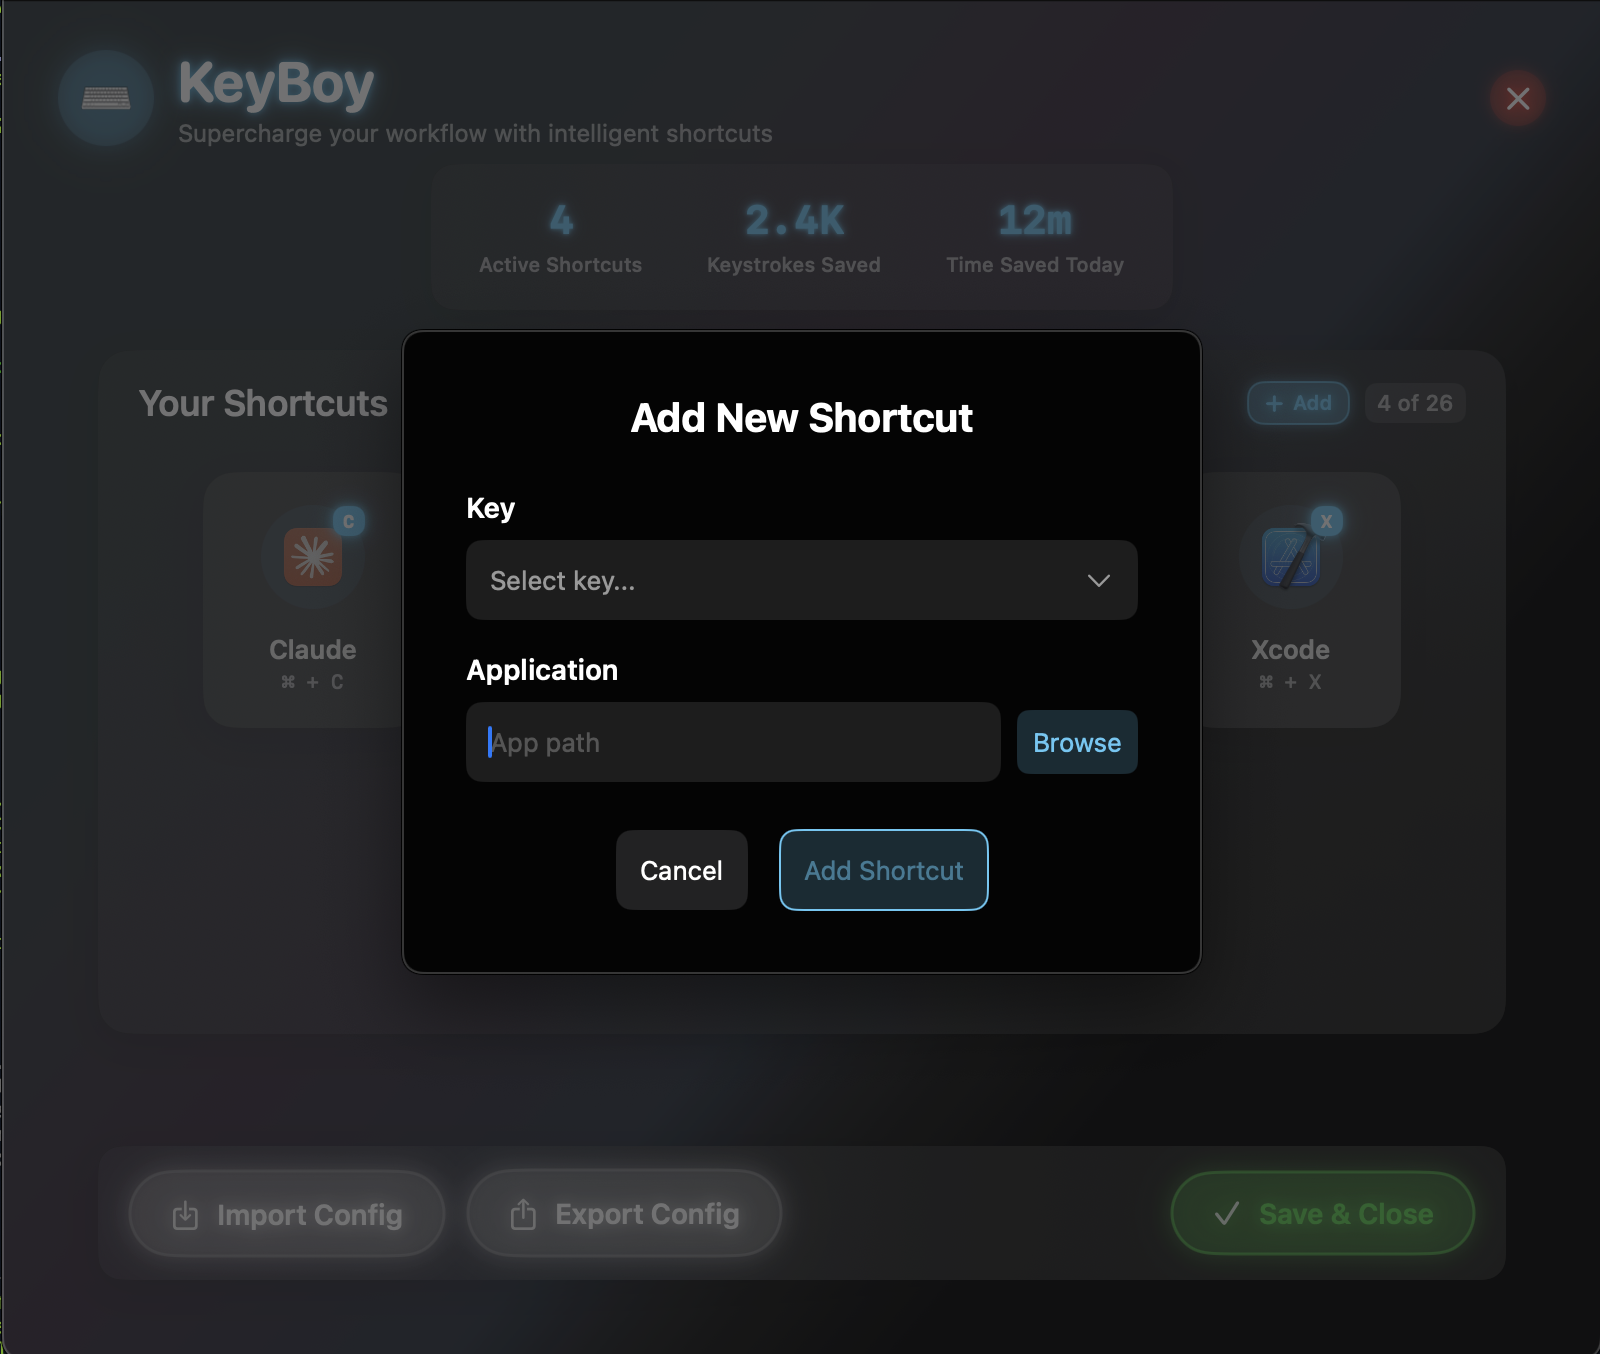 KeyBoy
Supercharge your workflow with intelligent shortcuts
4
Active Shortcuts
2.4K
Keystrokes Saved
12m
Time Saved Today
Your Shortcuts
+ Add
4 of 26
C
Claude
⌘ + C
X
Xcode
⌘ + X
Add New Shortcut
Key
Select key...
Application
App path
Browse
Cancel
Add Shortcut
Import Config
Export Config
Save & Close